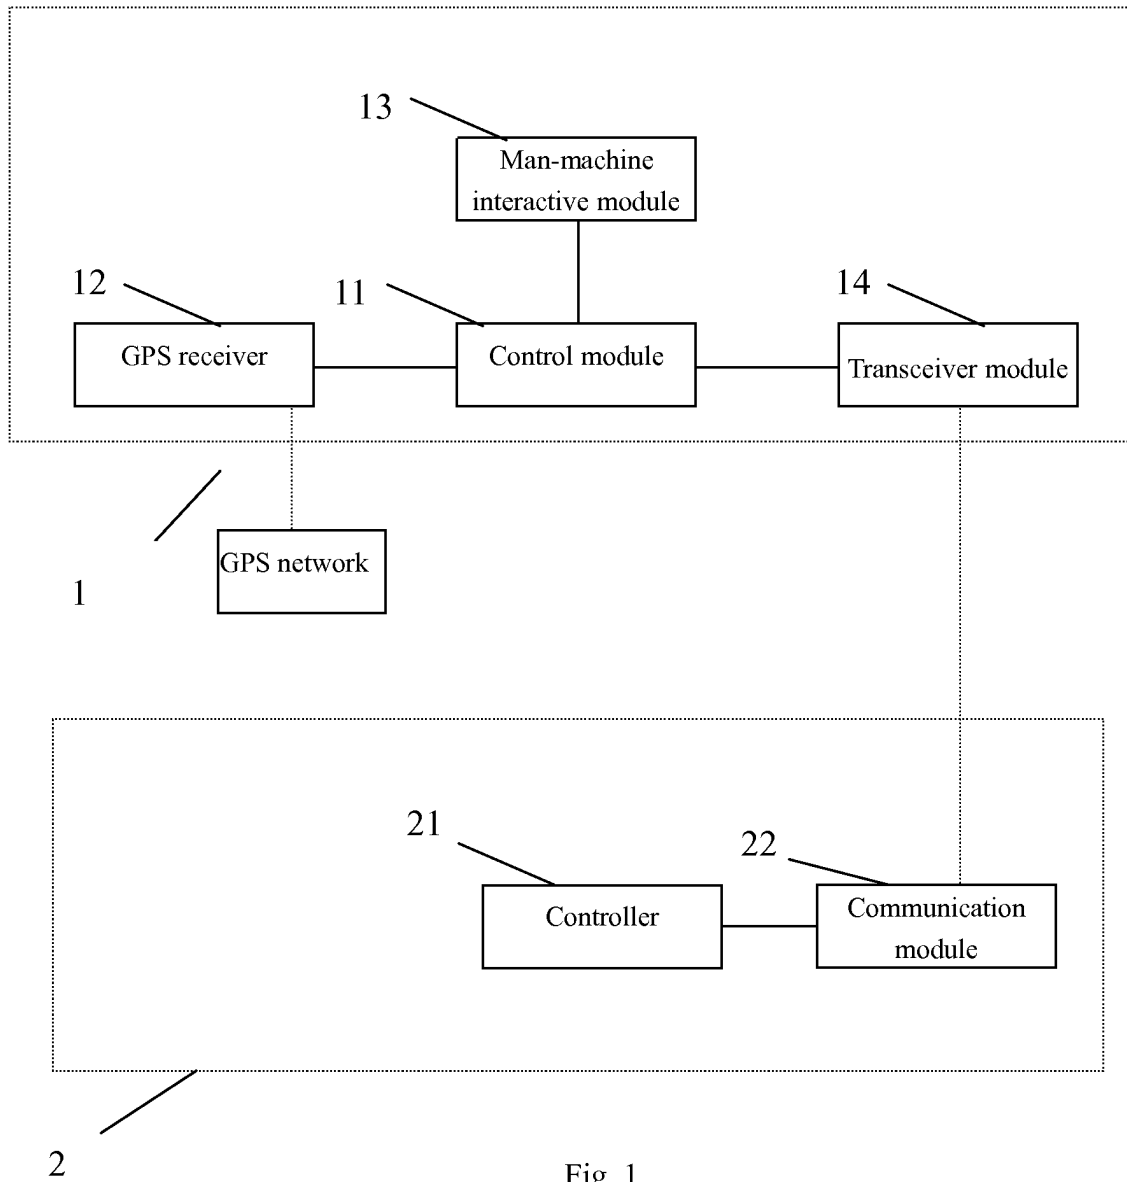 13
Man-machine
interactive module
12
11
14
GPS receiver
Control module
Transceiver module
1
GPS network
21
22
Controller
Communication
module
2
Fig. 1